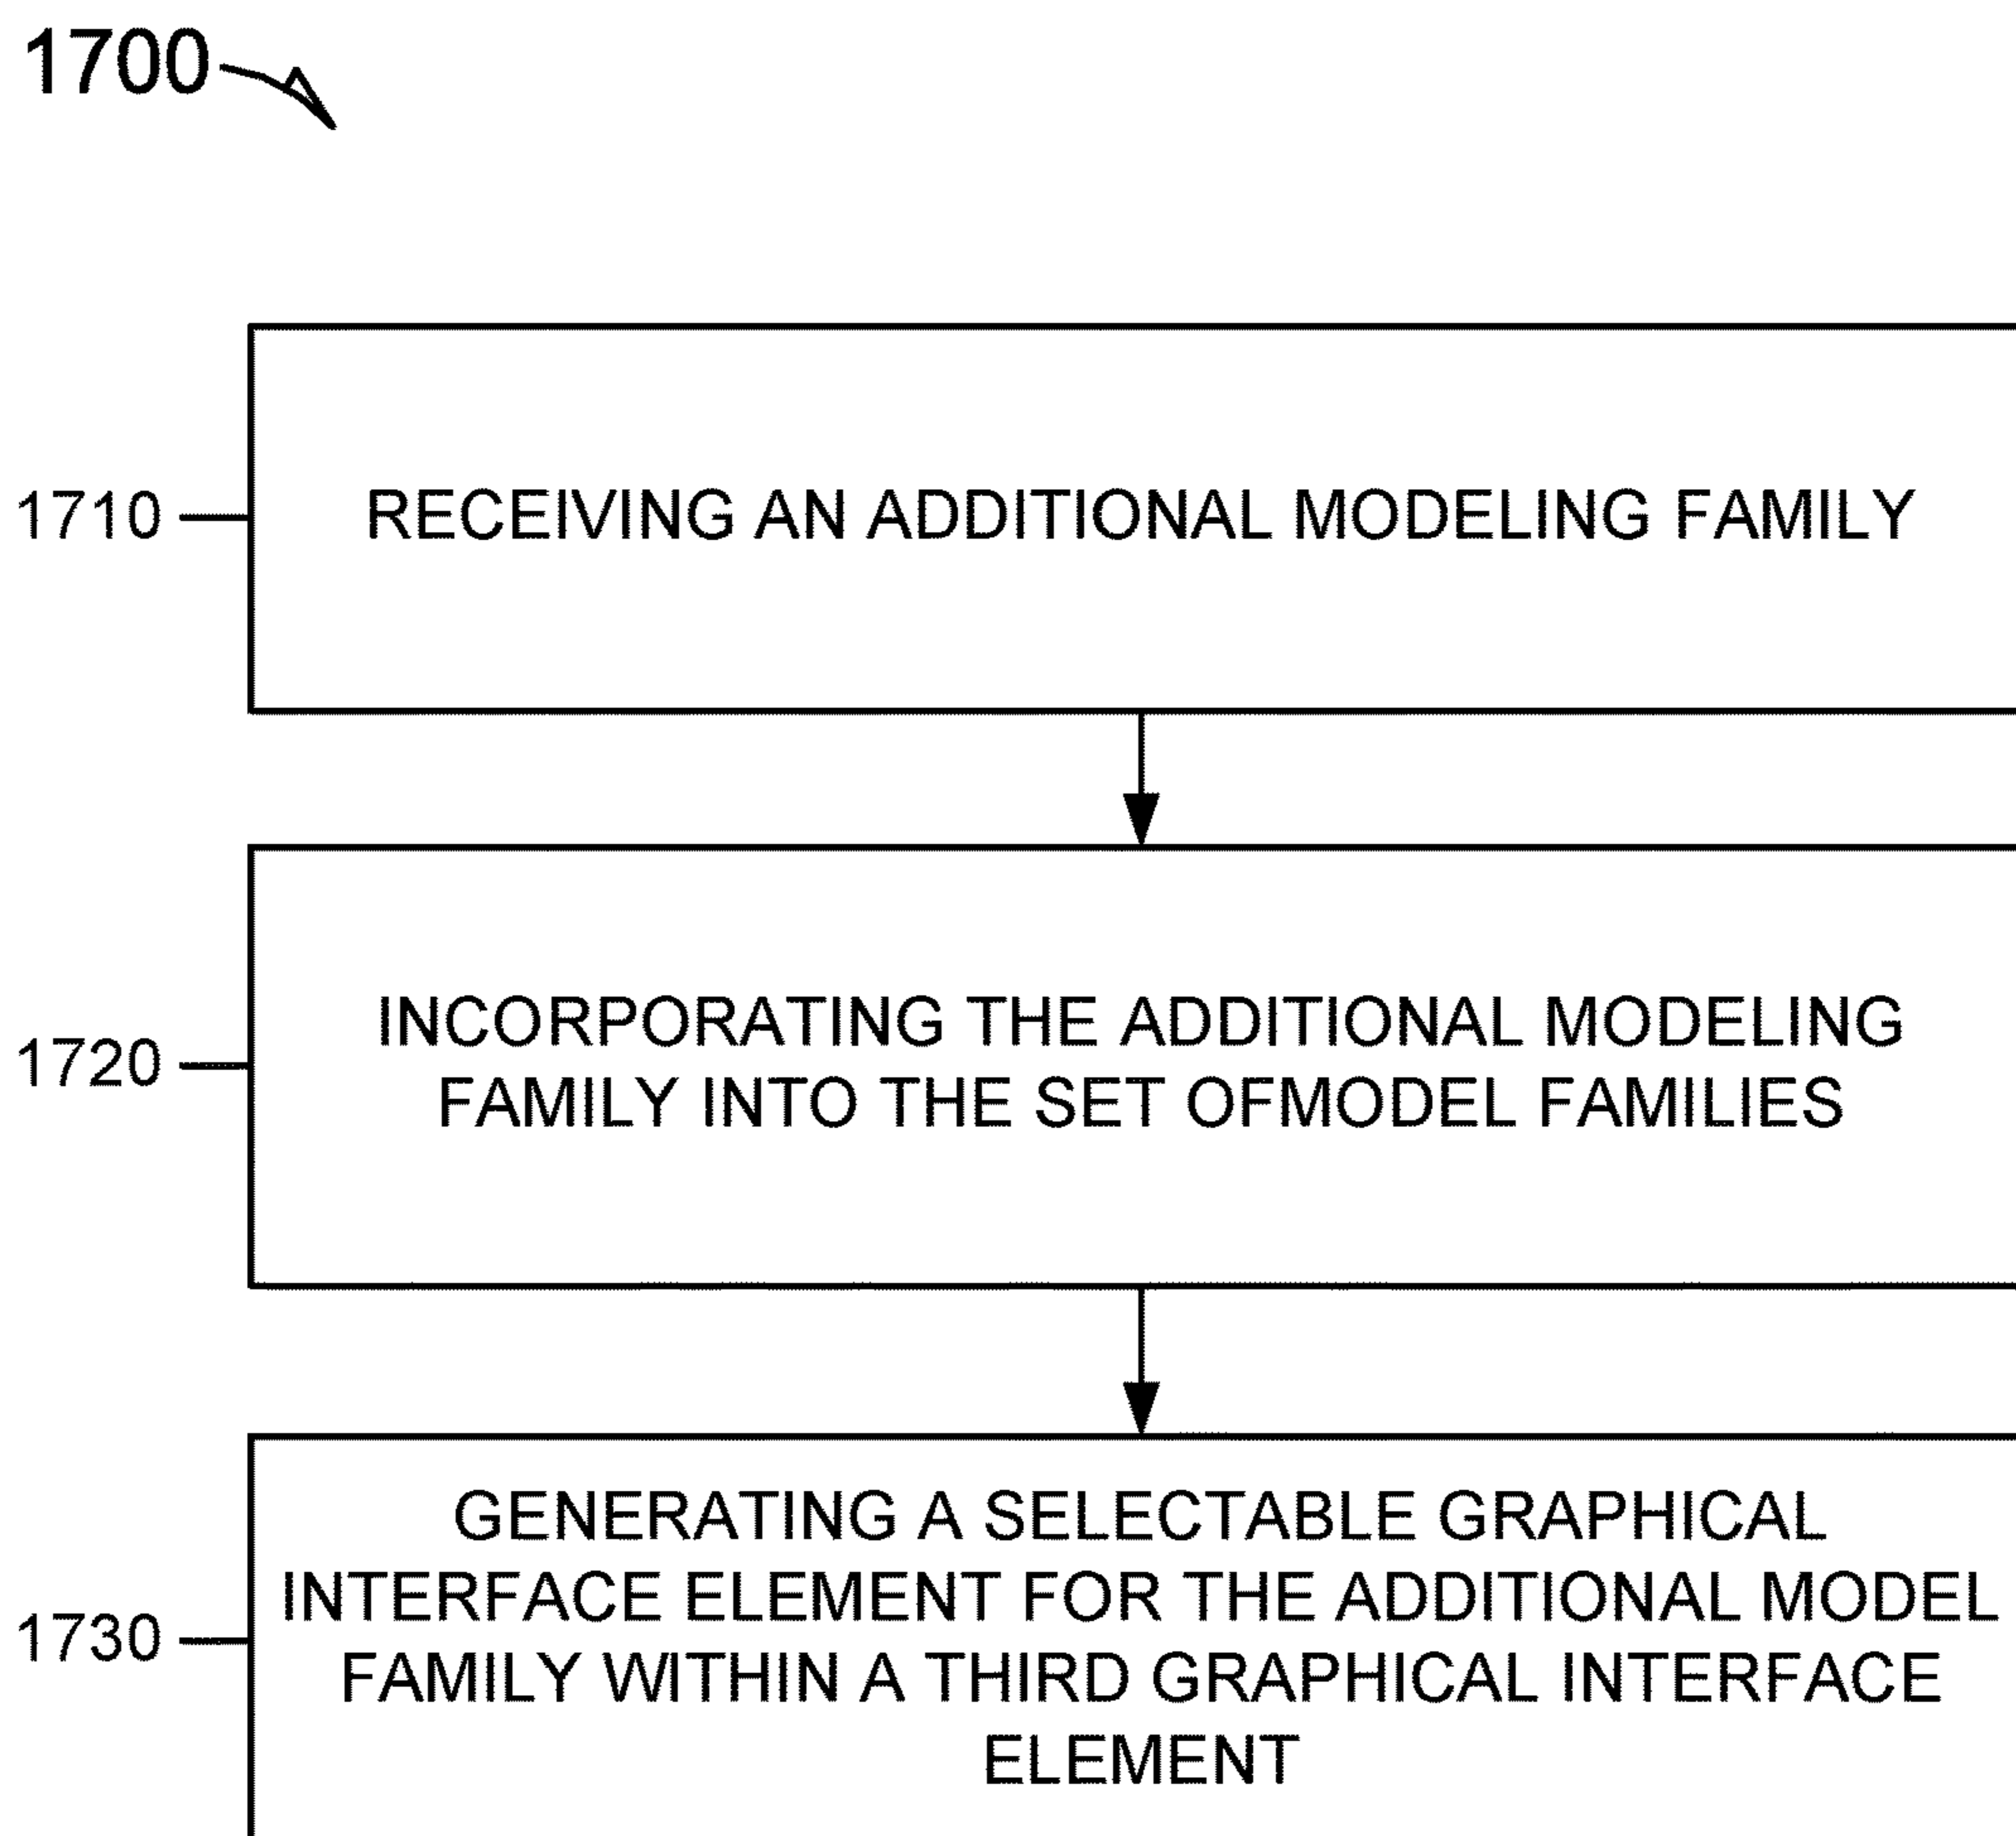 1700
1710
RECEIVING AN ADDITIONAL MODELING FAMILY
1720
INCORPORATING THE ADDITIONAL MODELING
FAMILY INTO THE SET OFMODEL FAMILIES
1730
GENERATING A SELECTABLE GRAPHICAL
INTERFACE ELEMENT FOR THE ADDITIONAL MODEL
FAMILY WITHIN A THIRD GRAPHICAL INTERFACE
ELEMENT